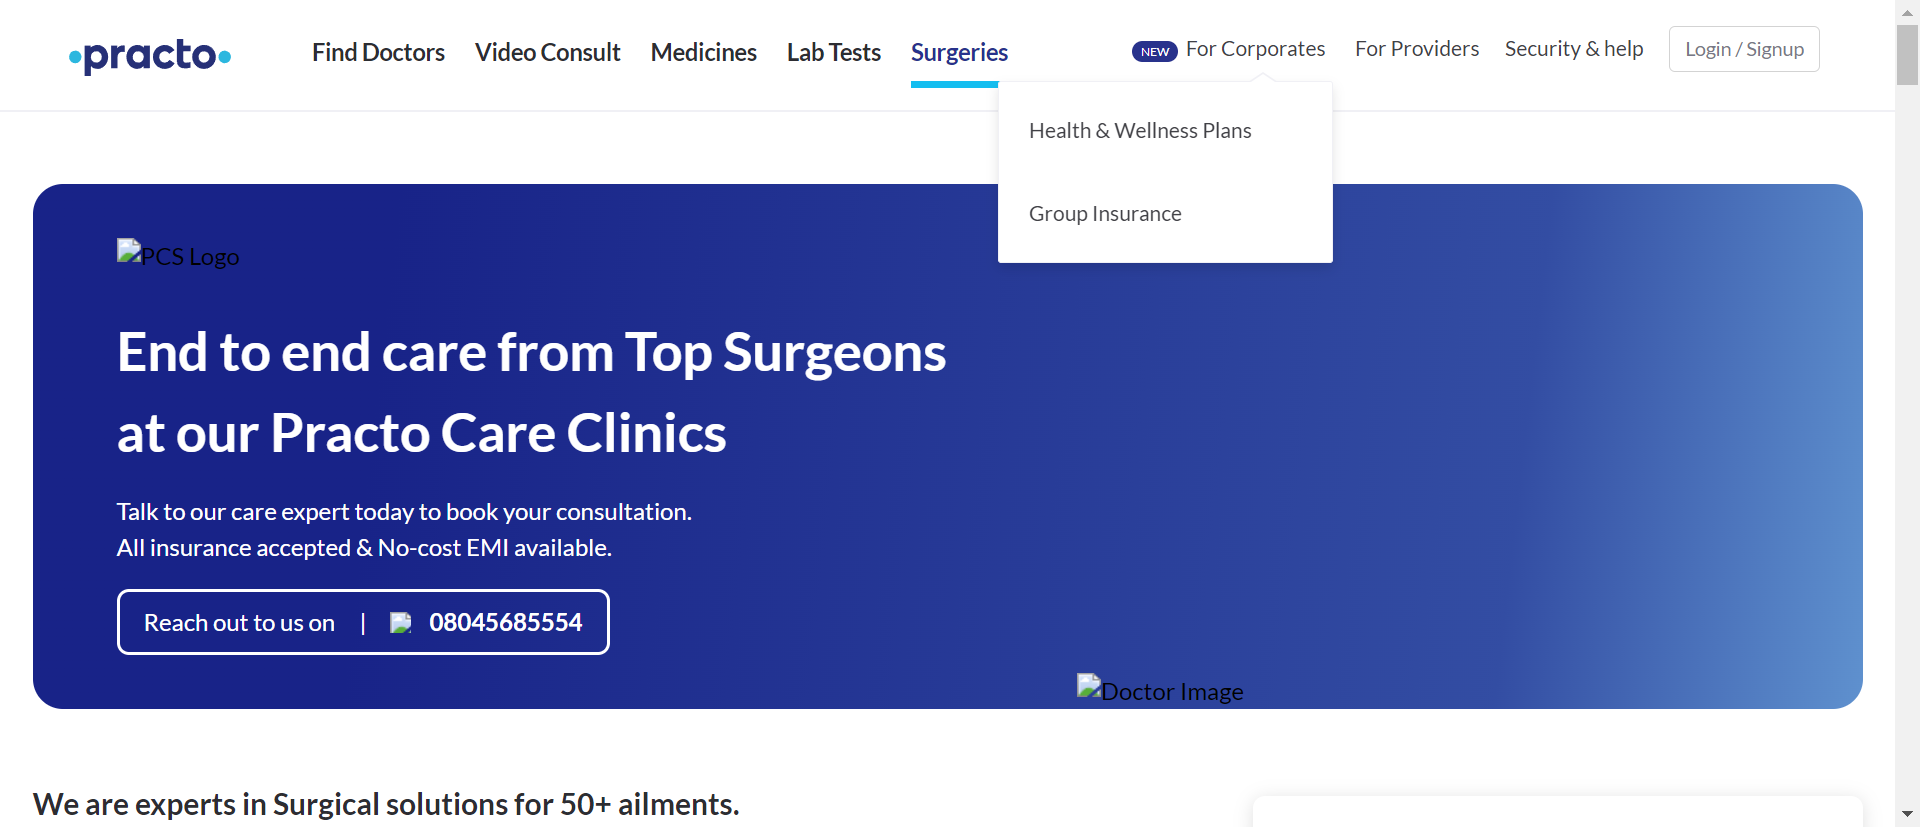 practo
Find Doctors
Video Consult
Medicines
Lab Tests
Surgeries
NEW For Corporates
For Providers
Security & help
Login / Signup
Health & Wellness Plans
Group Insurance
PCS Logo
End to end care from Top Surgeons
at our Practo Care Clinics
Talk to our care expert today to book your consultation.
All insurance accepted & No-cost EMI available.
Reach out to us on | 08045685554
Doctor Image
We are experts in Surgical solutions for 50+ ailments.